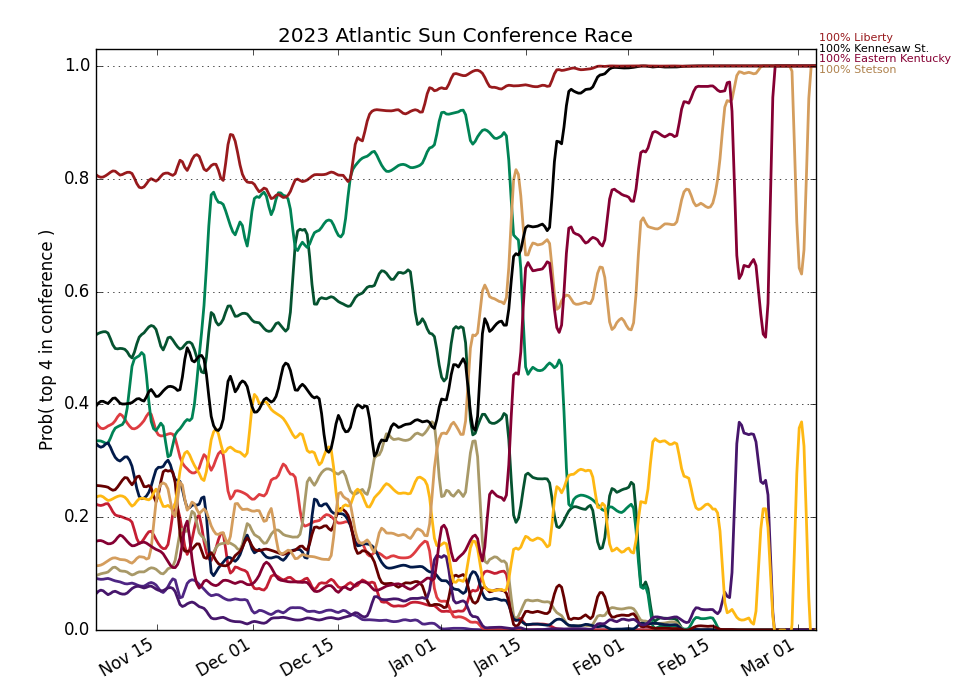 2023 Atlantic Sun Conference Race
100% Liberty
100% Kennesaw St.
100% Eastern Kentucky
100% Stetson
Prob( top 4 in conference )
1.0
0.8
0.6
0.4
0.2
0.0
Nov 15
Dec 01
Dec 15
Jan 01
Jan 15
Feb 01
Feb 15
Mar 01